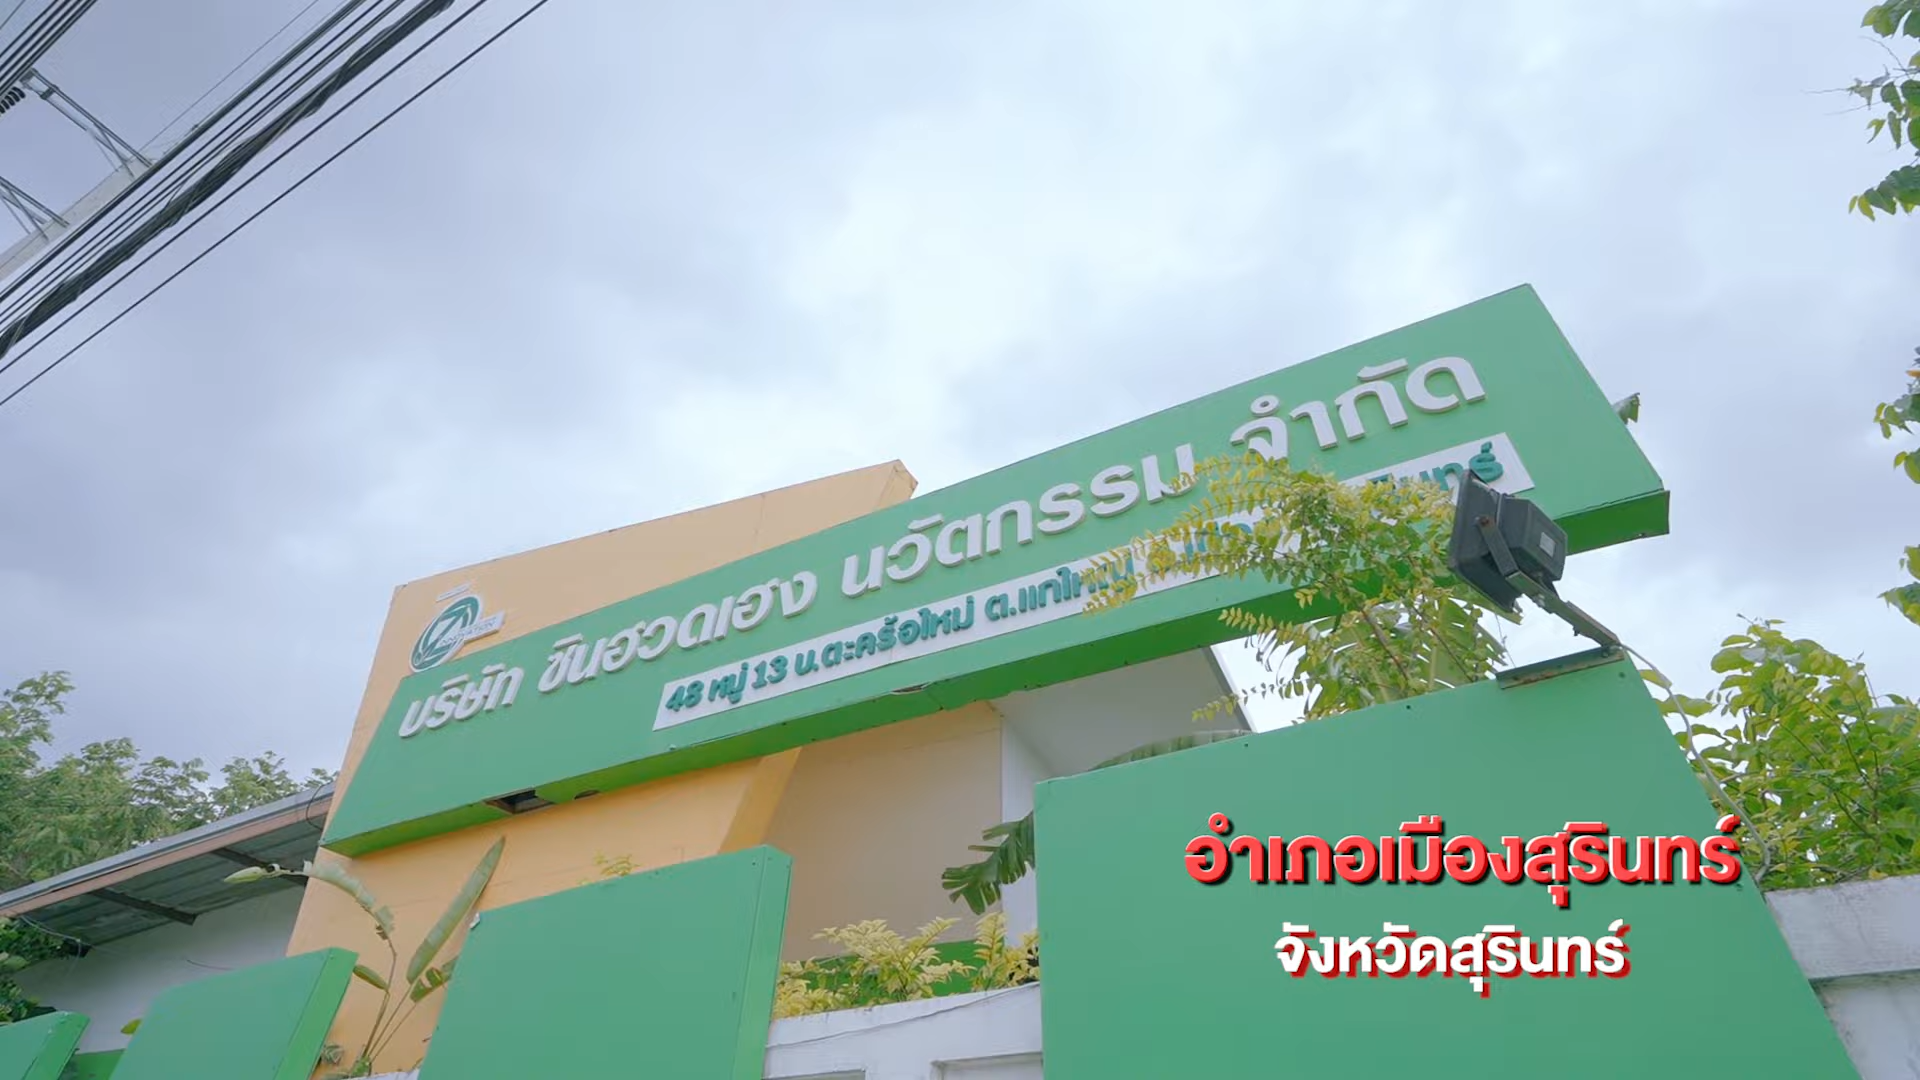 บริษัท ซินฮวดเฮง นวัตกรรม จำกัด
48 หมู่ 13 บ.ตะคร้อใหม่ ต.แกใหญ่
อำเภอเมืองสุรินทร์
จังหวัดสุรินทร์